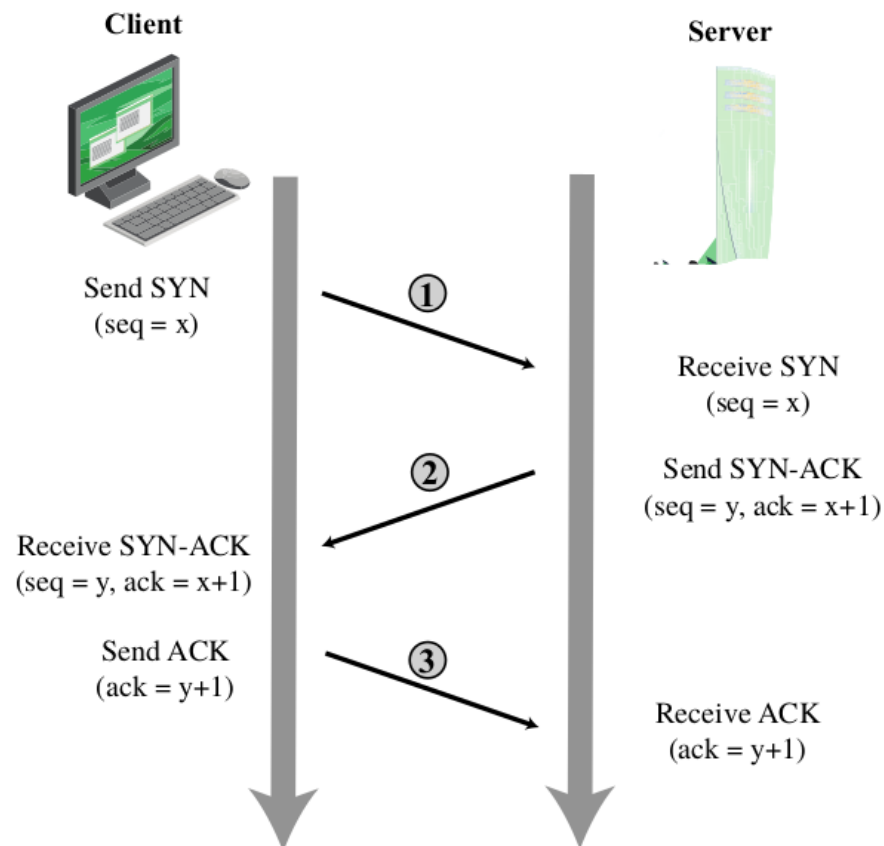 Client
Server
Send SYN
(seq = x)
1
Receive SYN
(seq = x)
2
Send SYN-ACK
(seq = y, ack = x+1)
Receive SYN-ACK
(seq = y, ack = x+1)
Send ACK
(ack = y+1)
3
Receive ACK
(ack = y+1)